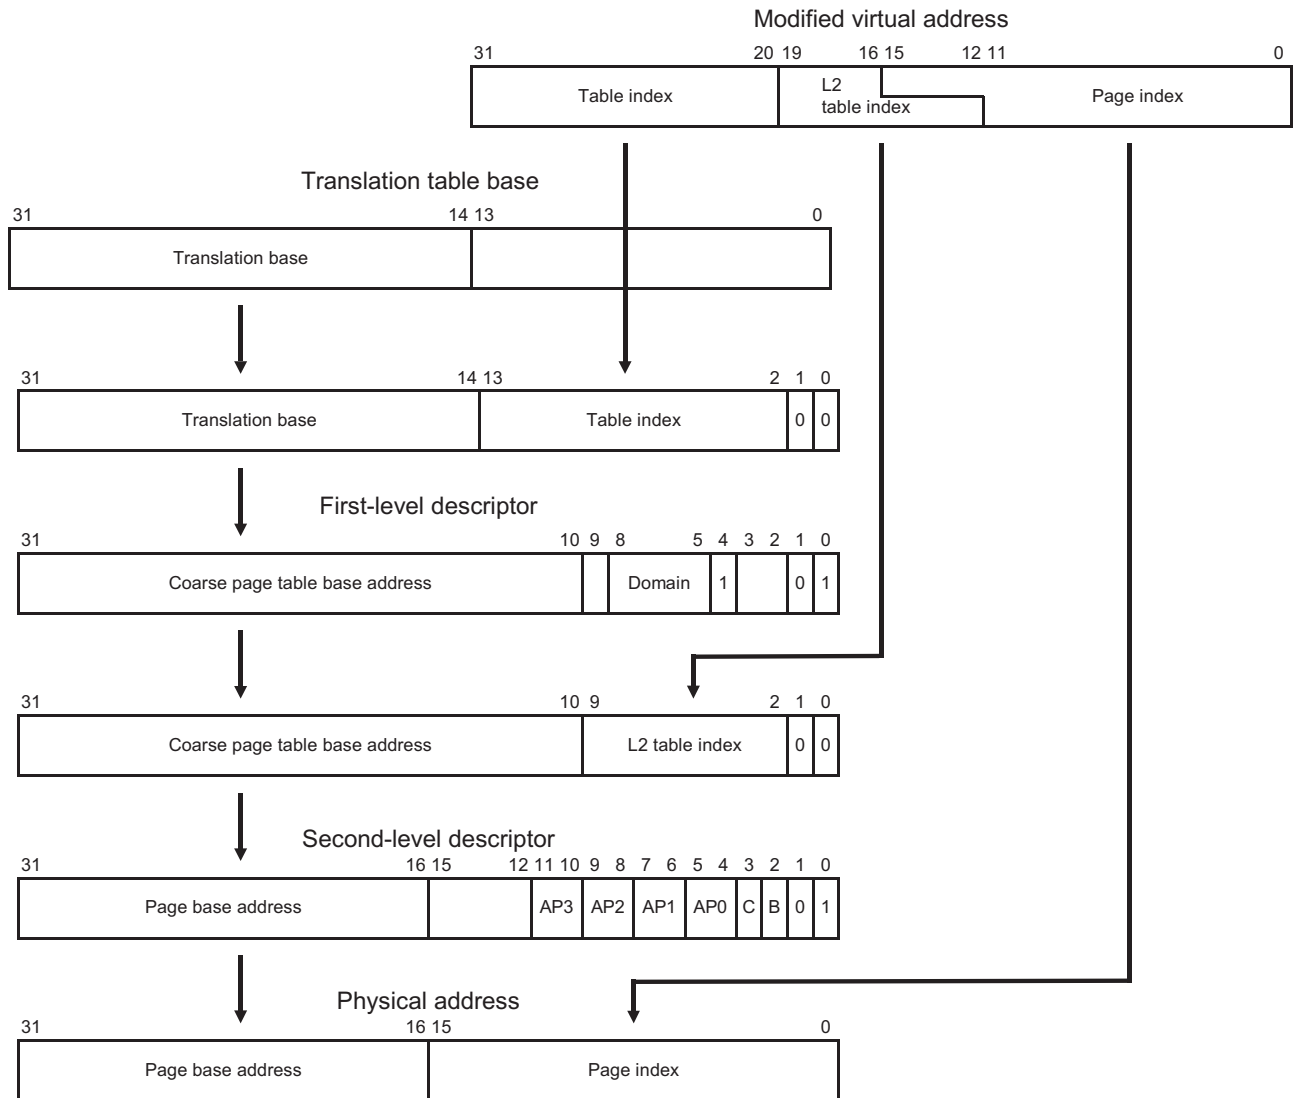 Modified virtual address
31 20 19 16 15 12 11 0
Table index
L2
table index
Page index
Translation table base
31 14 13 0
Translation base
31 14 13 2 1 0
Translation base Table index 0 0
First-level descriptor
31 10 9 8 5 4 3 2 1 0
Coarse page table base address Domain 1 0 1
31 10 9 2 1 0
Coarse page table base address L2 table index 0 0
Second-level descriptor
31 16 15 12 11 10 9 8 7 6 5 4 3 2 1 0
Page base address AP3 AP2 AP1 AP0 C B 0 1
Physical address
31 16 15 0
Page base address Page index